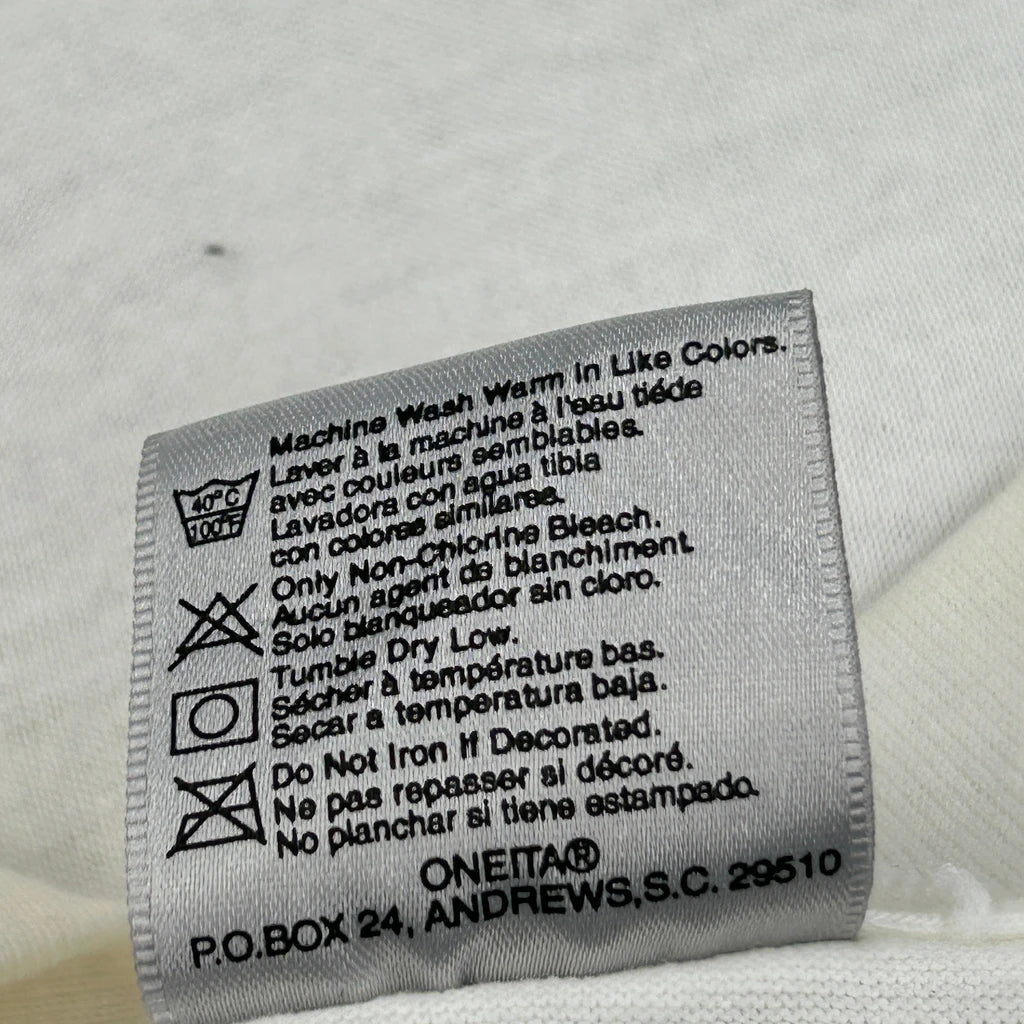 Machine Wash Warm In Like Colors.
Laver à la machine à l'eau tiéde
avec couleurs semblables.
Lavadora con agua tibia
con colores similares.
40°C
100°F
Only Non-Chlorine Bleach.
Aucun agent de blanchiment.
Solo blanqueador sin cloro.
Tumble Dry Low.
Sécher à température bas.
Secar a temperatura baja.
Do Not Iron If Decorated.
Ne pas repasser si décoré.
No planchar si tiene estampado.
ONEITA®
P.O.BOX 24, ANDREWS,S.C. 29510